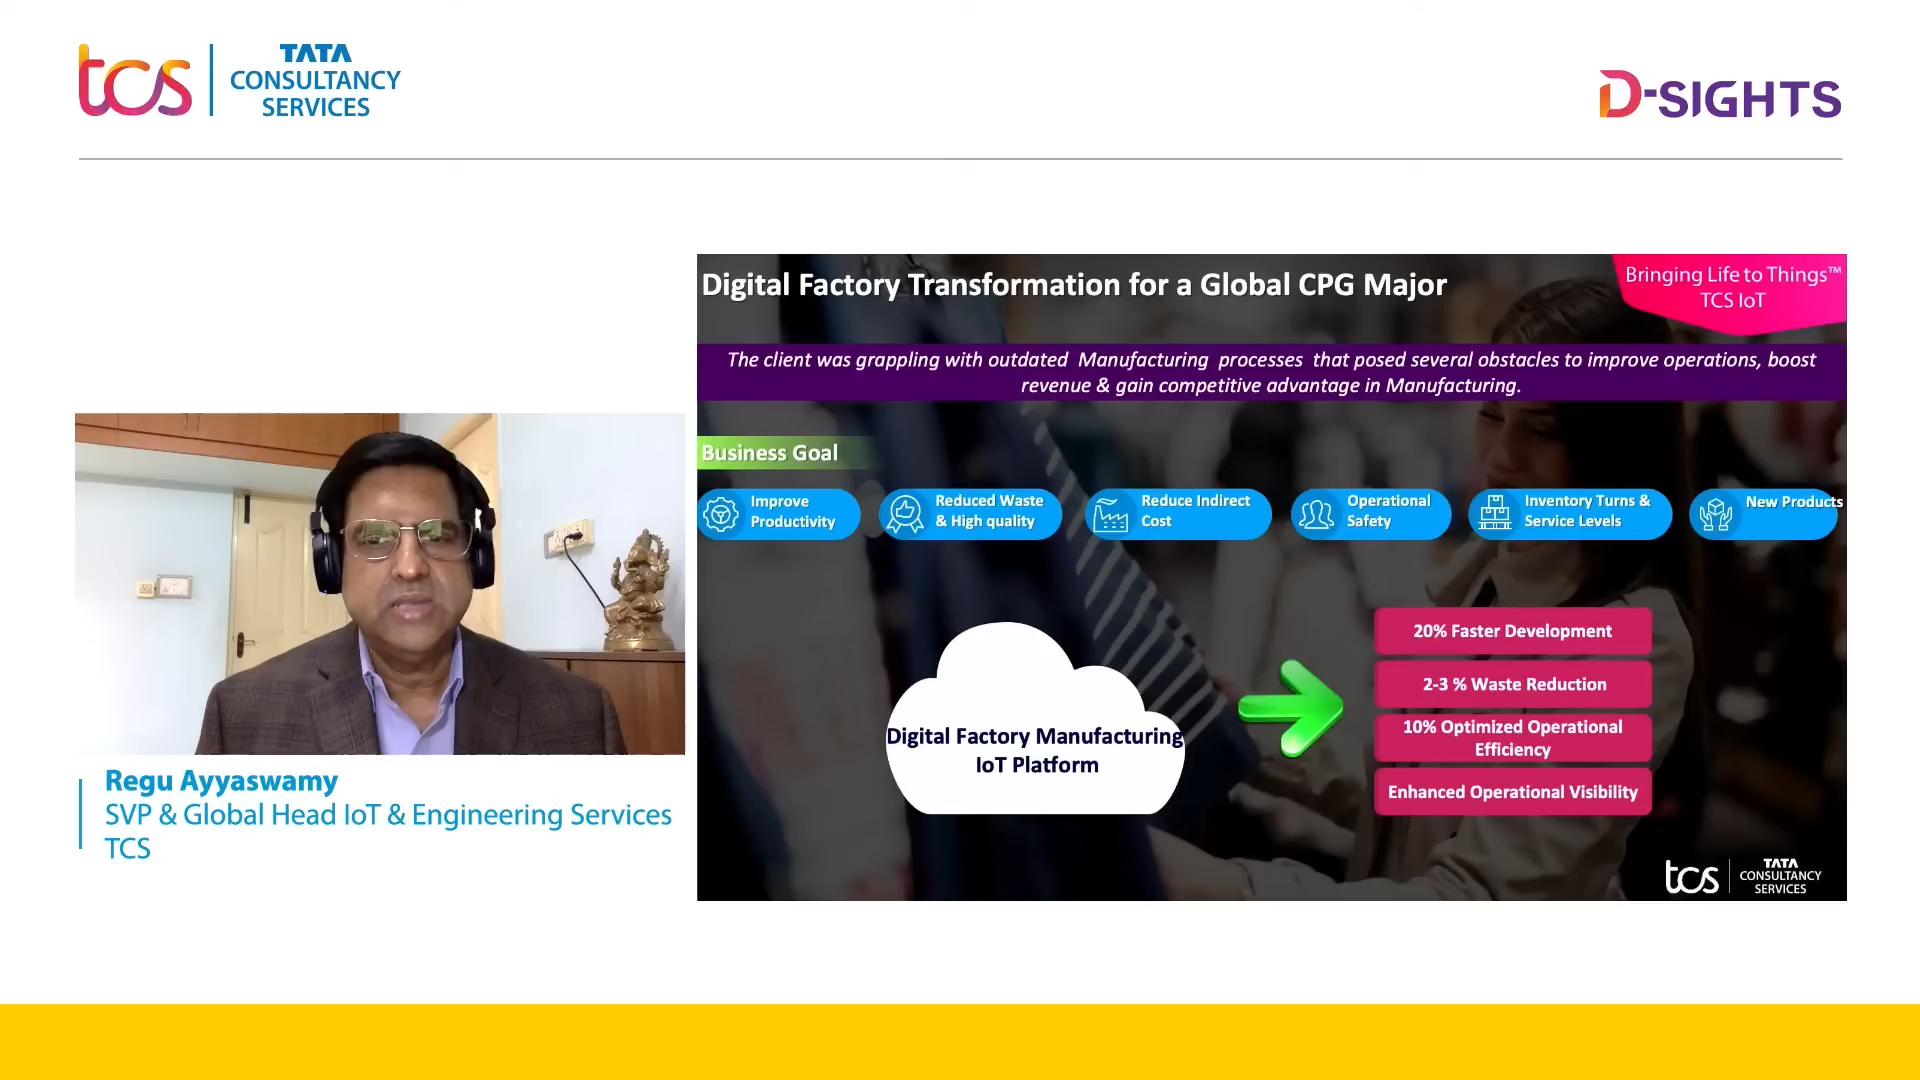 tcs
TATA
CONSULTANCY
SERVICES
D-SIGHTS
Digital Factory Transformation for a Global CPG Major
Bringing Life to Things™
TCS IoT
The client was grappling with outdated Manufacturing processes that posed several obstacles to improve operations, boost
revenue & gain competitive advantage in Manufacturing.
Business Goal
Improve
Productivity
Reduced Waste
& High quality
Reduce Indirect
Cost
Operational
Safety
Inventory Turns &
Service Levels
New Products
Digital Factory Manufacturing
IoT Platform
20% Faster Development
2-3 % Waste Reduction
10% Optimized Operational
Efficiency
Enhanced Operational Visibility
tcs
TATA
CONSULTANCY
SERVICES
Regu Ayyaswamy
SVP & Global Head IoT & Engineering Services
TCS